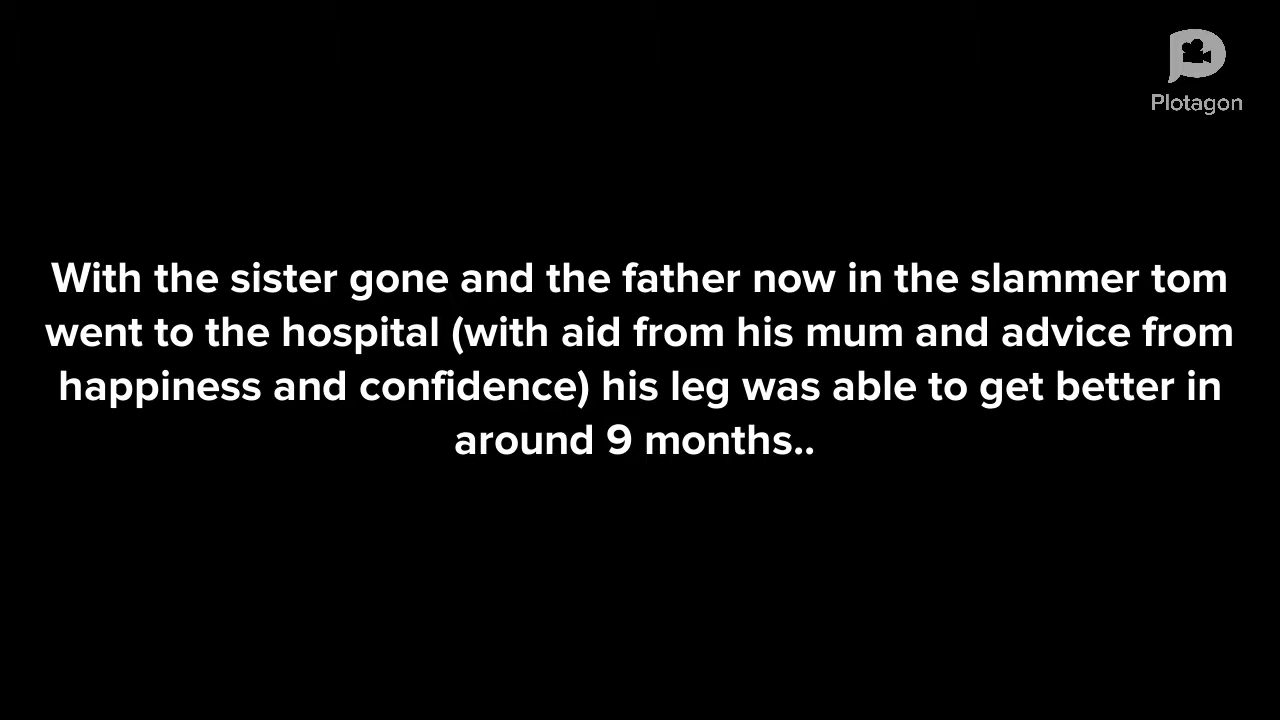 Plotagon
With the sister gone and the father now in the slammer tom
went to the hospital (with aid from his mum and advice from
happiness and confidence) his leg was able to get better in
around 9 months..